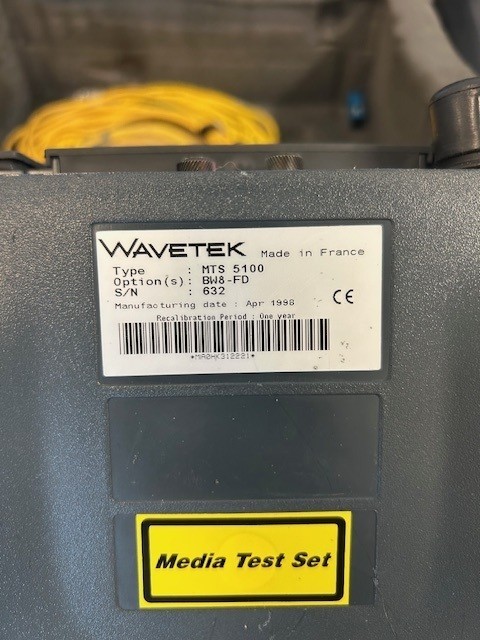 WAVETEK Made in France
Type : MTS 5100
Option(s): BW8-FD
S/N : 632
Manufacturing date : Apr 1998
CE
Recalibration Period : One year
*MA0HK312221*
Media Test Set